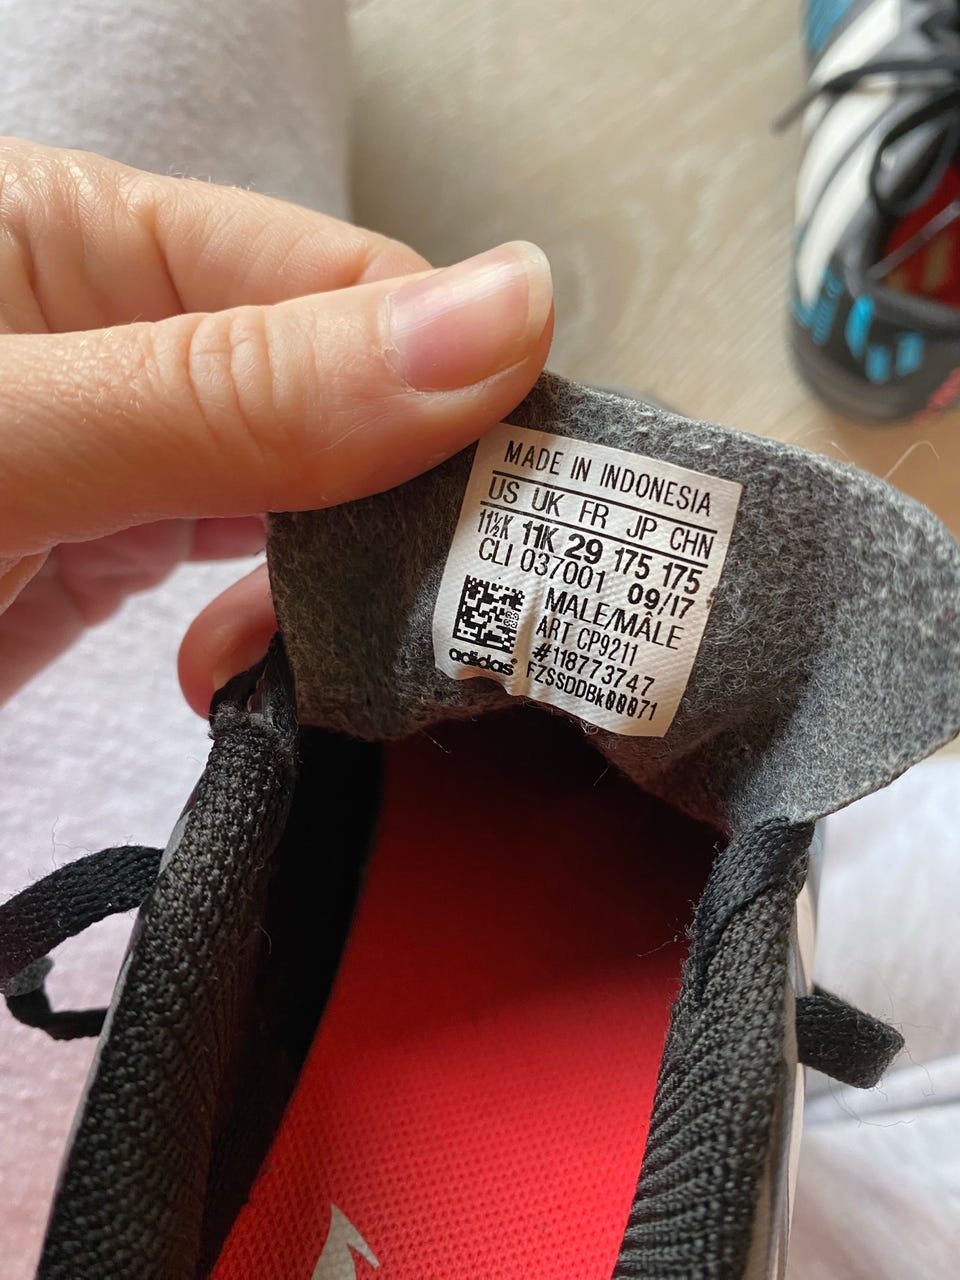 MADE IN INDONESIA
US UK FR JP CHN
11½K 11K 29 175 175
CLI 037001 09/17
MALE/MÂLE
ART CP9211
#118773747
adidas® FZSSDDBk00071